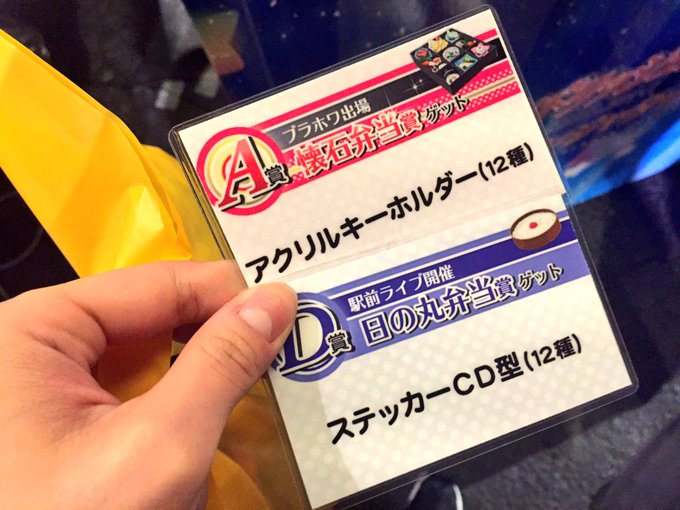 ブラホワ出場
A賞 懐石弁当賞ゲット
アクリルキーホルダー(12種)
駅前ライブ開催
D賞 日の丸弁当賞ゲット
ステッカーCD型(12種)